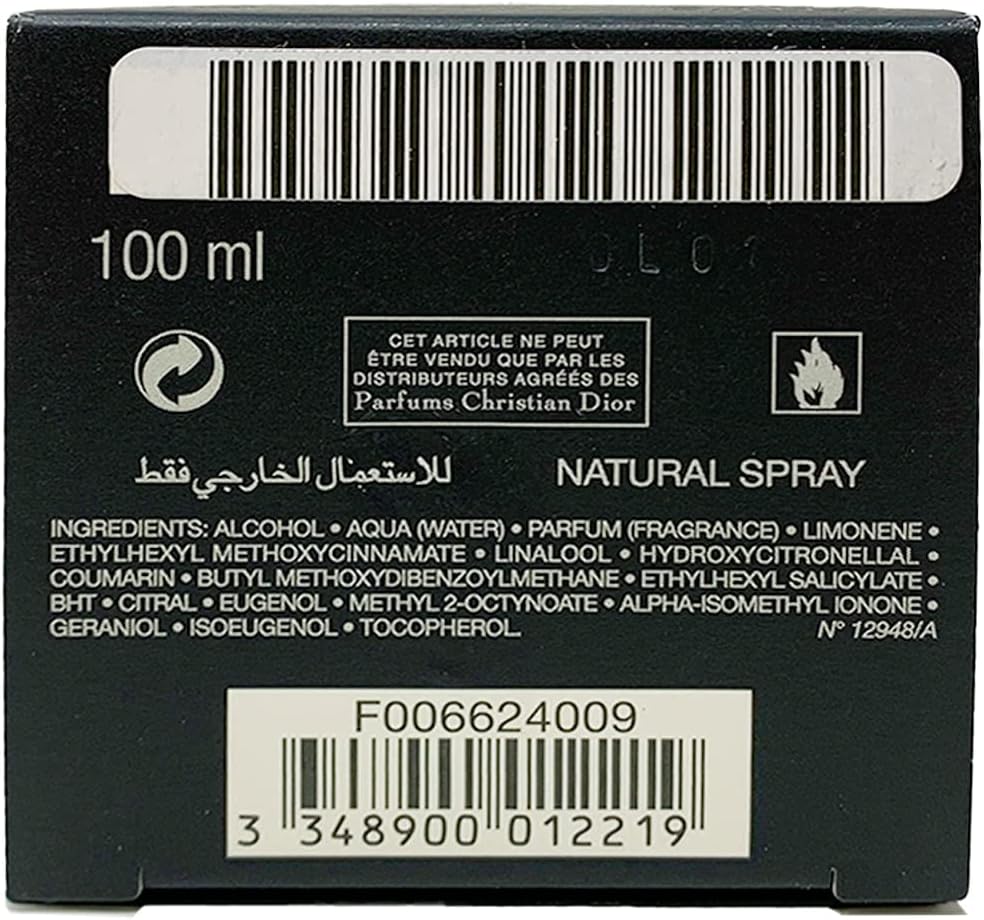 100 ml
CET ARTICLE NE PEUT
ÊTRE VENDU QUE PAR LES
DISTRIBUTEURS AGRÉÉS DES
Parfums Christian Dior
للاستعمال الخارجي فقط
NATURAL SPRAY
INGREDIENTS: ALCOHOL • AQUA (WATER) • PARFUM (FRAGRANCE) • LIMONENE •
ETHYLHEXYL METHOXYCINNAMATE • LINALOOL • HYDROXYCITRONELLAL •
COUMARIN • BUTYL METHOXYDIBENZOYLMETHANE • ETHYLHEXYL SALICYLATE •
BHT • CITRAL • EUGENOL • METHYL 2-OCTYNOATE • ALPHA-ISOMETHYL IONONE •
GERANIOL • ISOEUGENOL • TOCOPHEROL.
N° 12948/A
F006624009
3 348900 012219